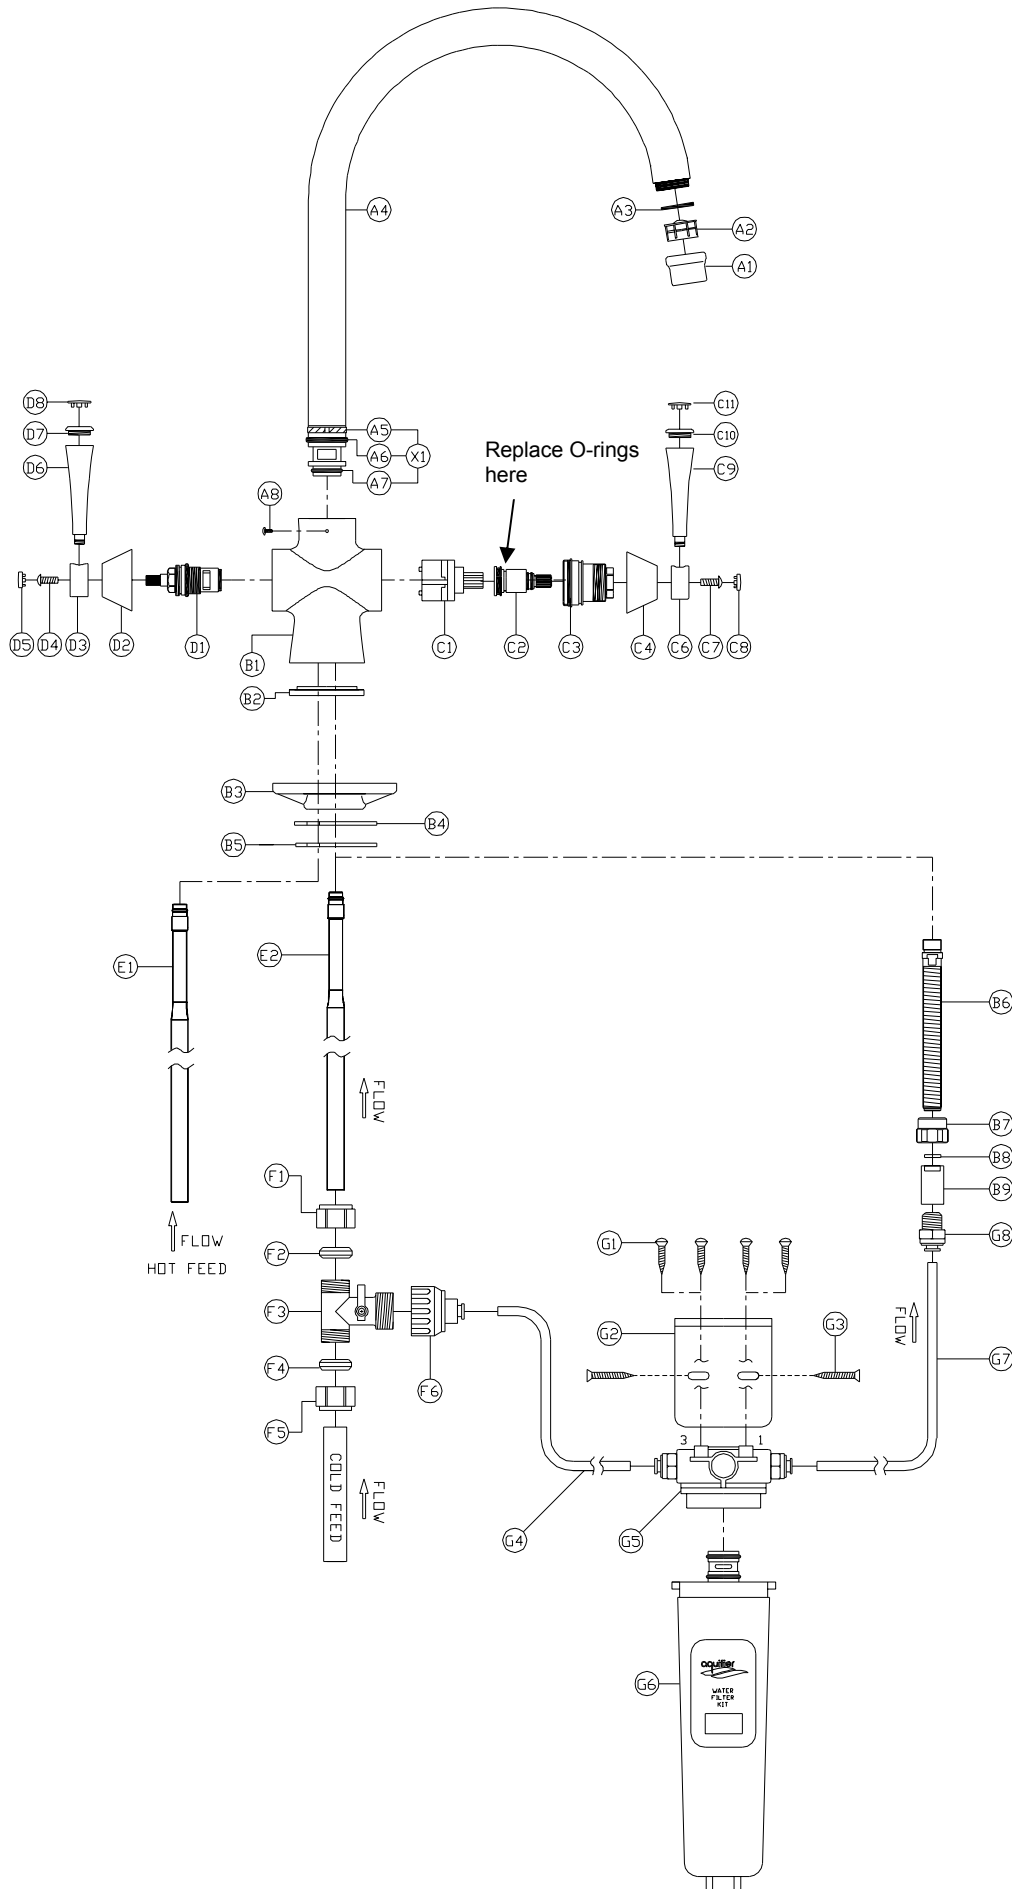 A4
A3
A2
A1
D8
D7
D6
A5
A6
X1
A7
A8
Replace O-rings
here
C11
C10
C9
D5
D4
D3
D2
D1
B1
C1
C2
C3
C4
C6
C7
C8
B2
B3
B4
B5
E1
E2
B6
FLOW
B7
B8
B9
F1
FLOW
HOT FEED
F2
G1
G8
F3
G2
G3
FLOW
G7
F4
F6
F5
3
1
COLD FEED
FLOW
G4
G5
G6
aquifier
WATER
FILTER
KIT